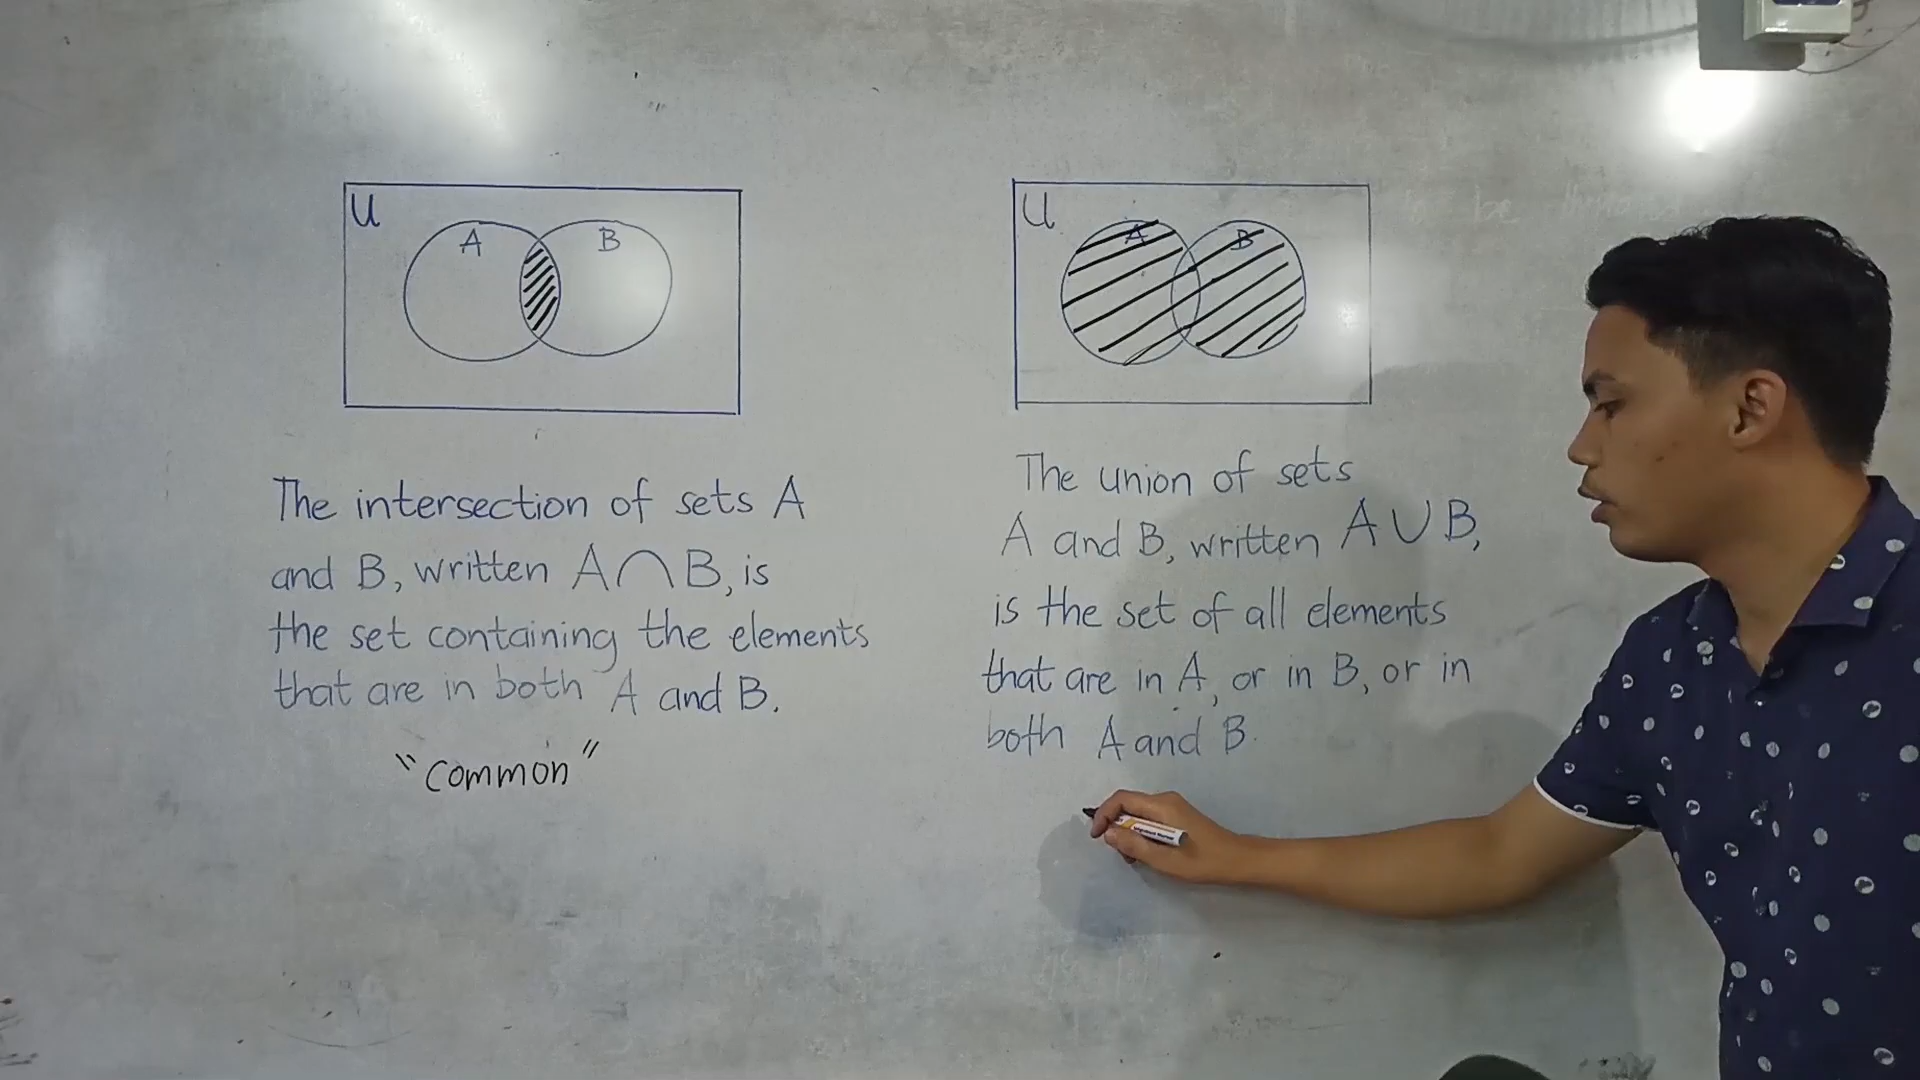 U
A
B
The intersection of sets A
and B, written A∩B, is
the set containing the elements
that are in both A and B.
"common"
U
A
B
The union of sets
A and B, written A∪B,
is the set of all elements
that are in A, or in B, or in
both A and B.